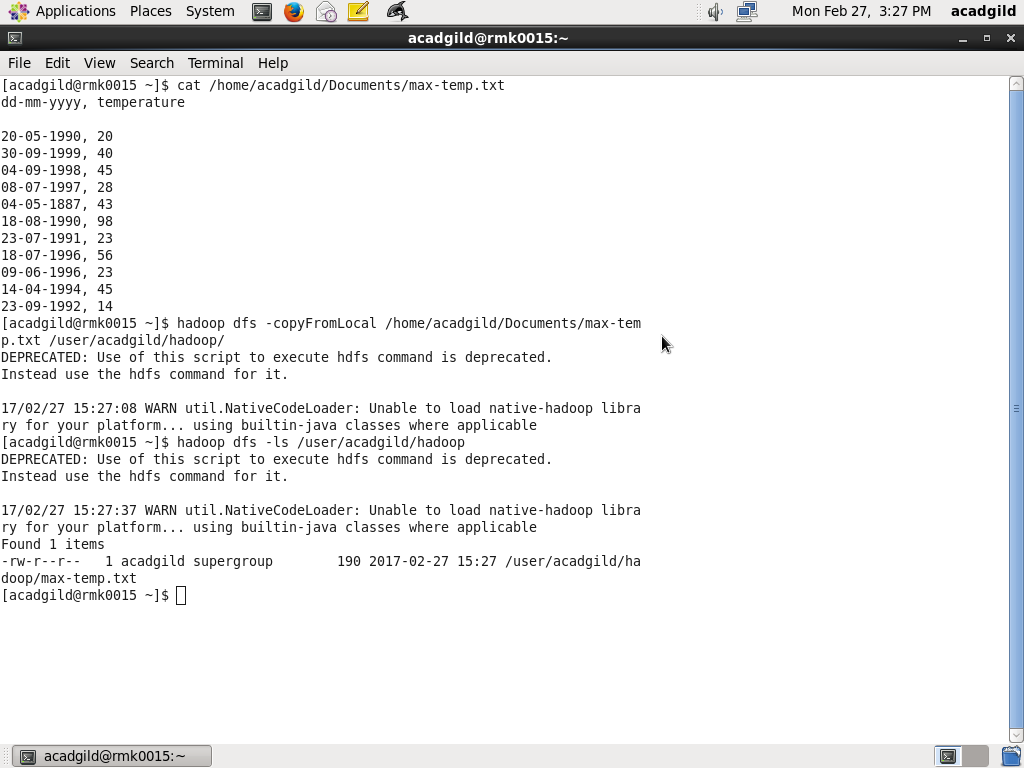 Applications Places System Mon Feb 27, 3:27 PM acadgild
acadgild@rmk0015:~
File Edit View Search Terminal Help
[acadgild@rmk0015 ~]$ cat /home/acadgild/Documents/max-temp.txt
dd-mm-yyyy, temperature
20-05-1990, 20
30-09-1999, 40
04-09-1998, 45
08-07-1997, 28
04-05-1887, 43
18-08-1990, 98
23-07-1991, 23
18-07-1996, 56
09-06-1996, 23
14-04-1994, 45
23-09-1992, 14
[acadgild@rmk0015 ~]$ hadoop dfs -copyFromLocal /home/acadgild/Documents/max-tem
p.txt /user/acadgild/hadoop/
DEPRECATED: Use of this script to execute hdfs command is deprecated.
Instead use the hdfs command for it.
17/02/27 15:27:08 WARN util.NativeCodeLoader: Unable to load native-hadoop libra
ry for your platform... using builtin-java classes where applicable
[acadgild@rmk0015 ~]$ hadoop dfs -ls /user/acadgild/hadoop
DEPRECATED: Use of this script to execute hdfs command is deprecated.
Instead use the hdfs command for it.
17/02/27 15:27:37 WARN util.NativeCodeLoader: Unable to load native-hadoop libra
ry for your platform... using builtin-java classes where applicable
Found 1 items
-rw-r--r--   1 acadgild supergroup        190 2017-02-27 15:27 /user/acadgild/ha
doop/max-temp.txt
[acadgild@rmk0015 ~]$
acadgild@rmk0015:~